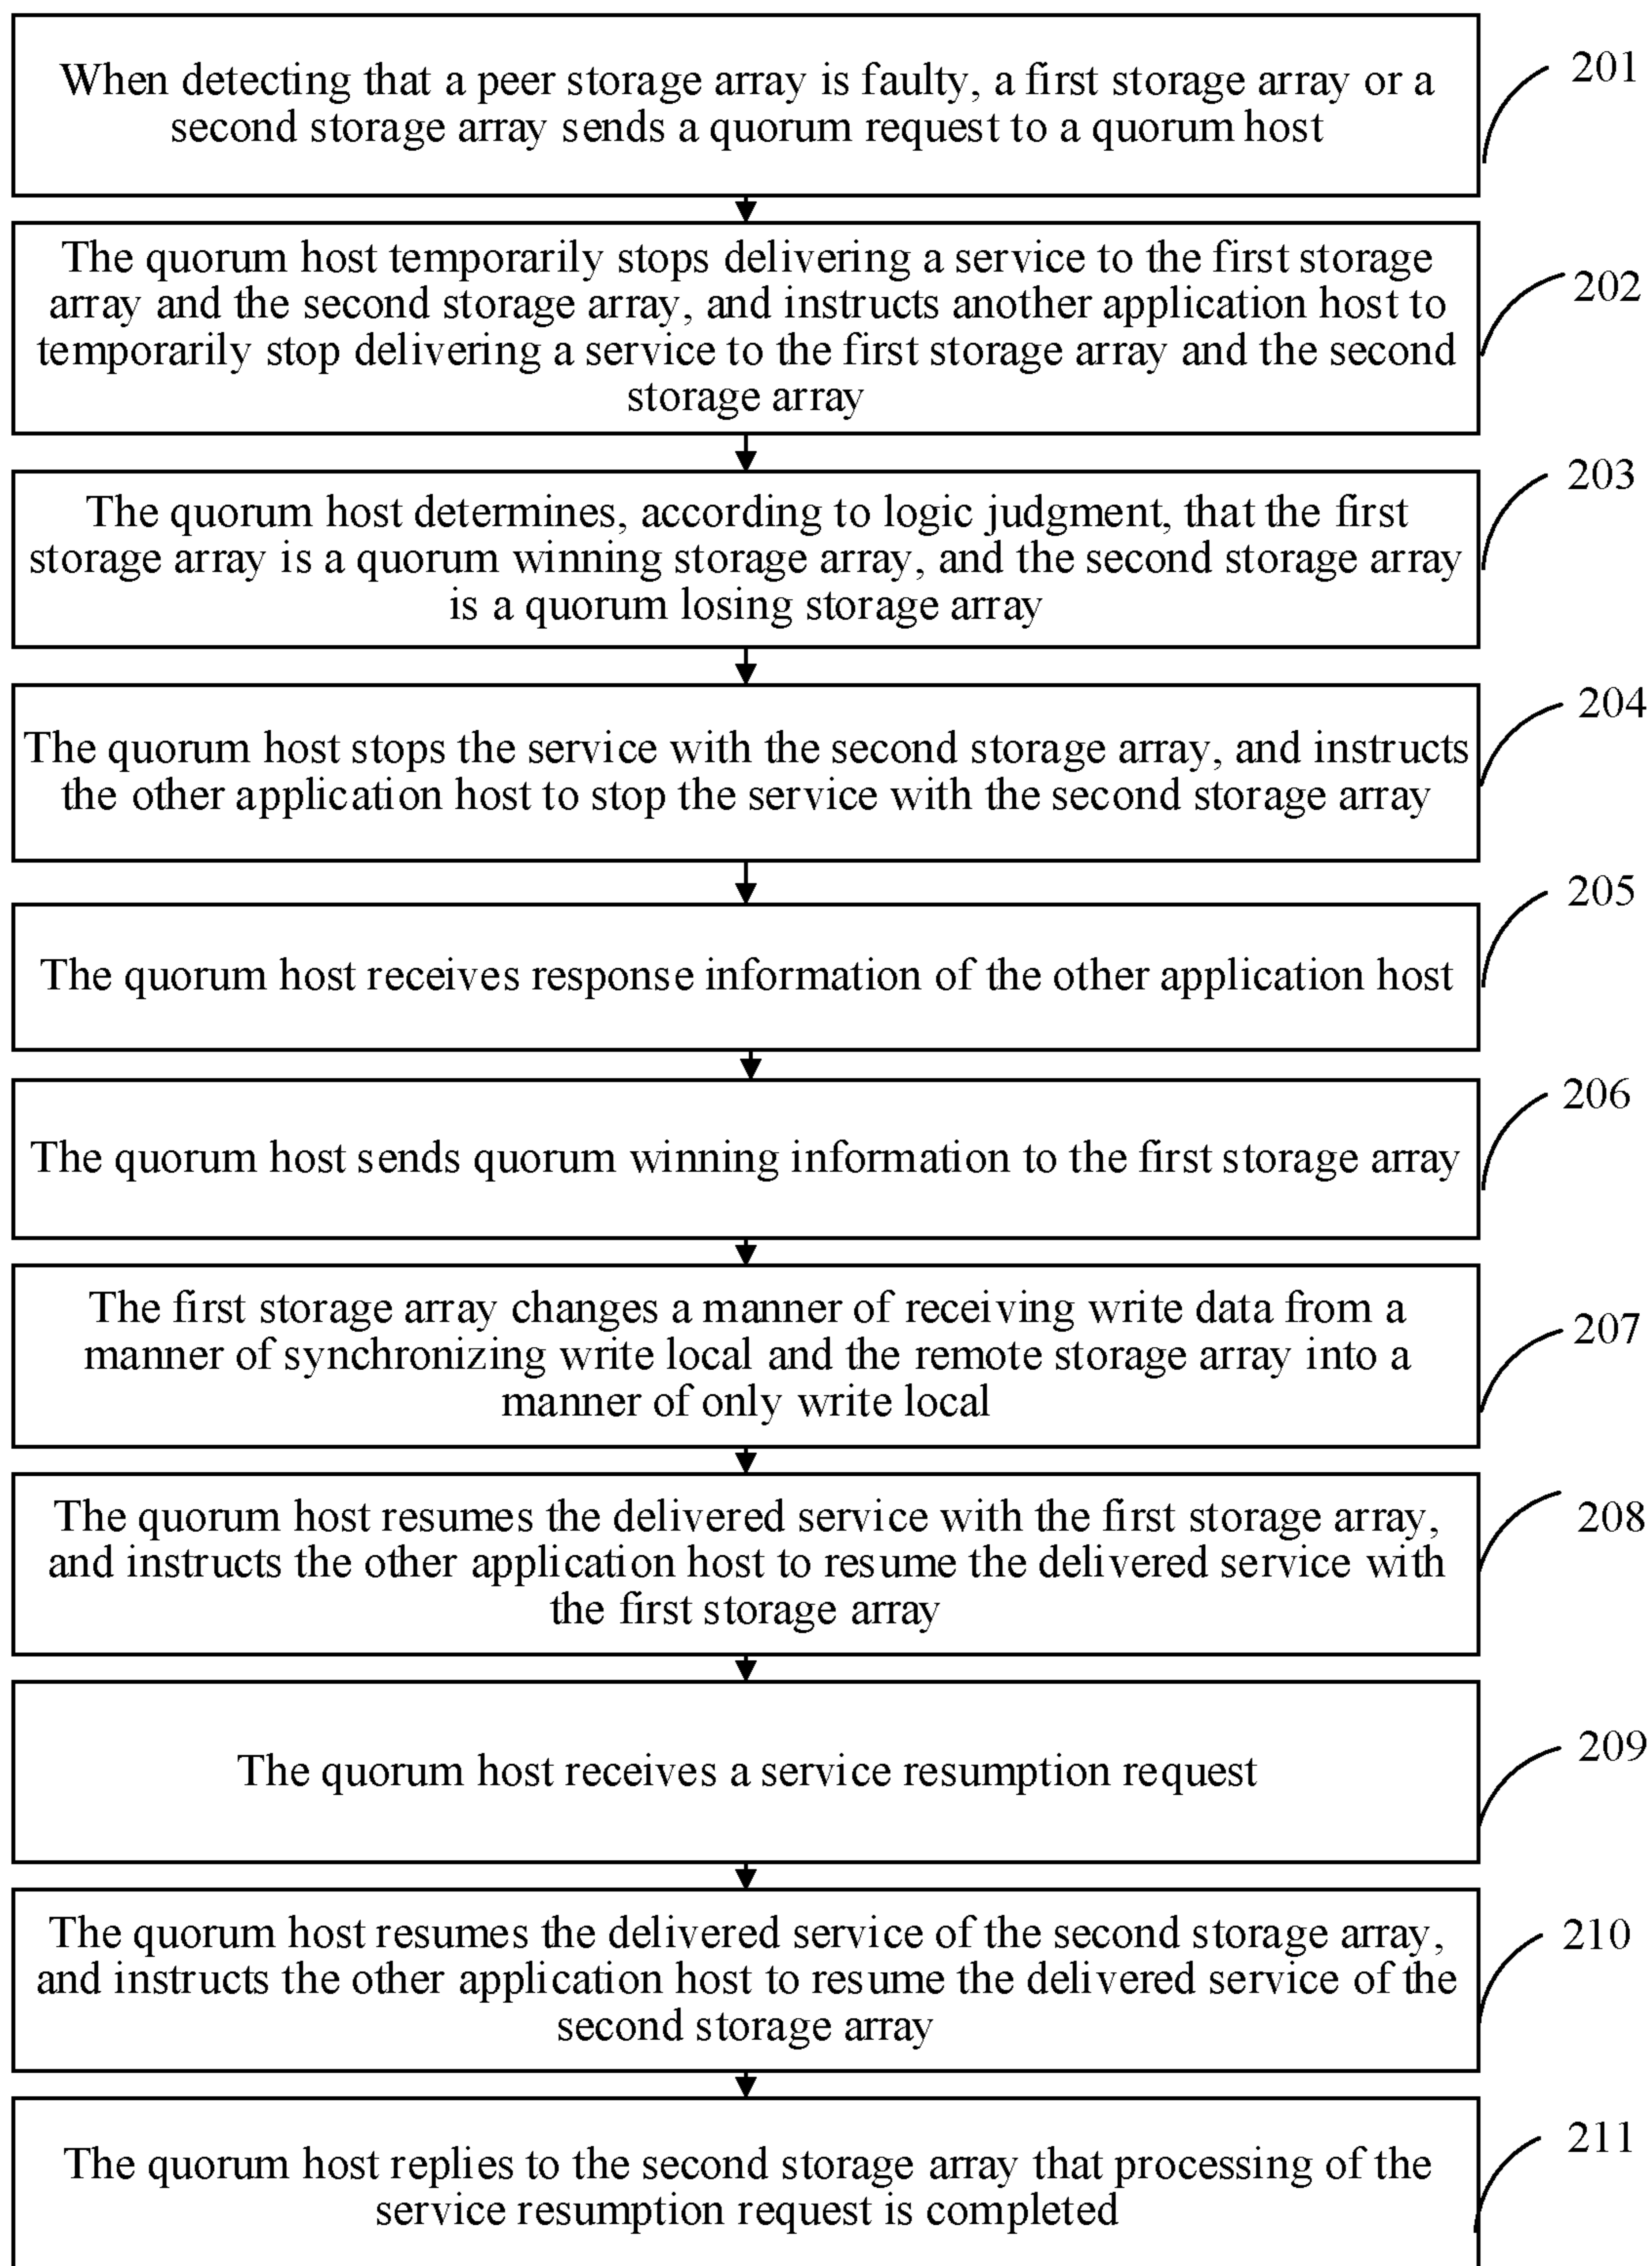 When detecting that a peer storage array is faulty, a first storage array or a
second storage array sends a quorum request to a quorum host
201
The quorum host temporarily stops delivering a service to the first storage
array and the second storage array, and instructs another application host to
temporarily stop delivering a service to the first storage array and the second
storage array
202
The quorum host determines, according to logic judgment, that the first
storage array is a quorum winning storage array, and the second storage array
is a quorum losing storage array
203
The quorum host stops the service with the second storage array, and instructs
the other application host to stop the service with the second storage array
204
The quorum host receives response information of the other application host
205
The quorum host sends quorum winning information to the first storage array
206
The first storage array changes a manner of receiving write data from a
manner of synchronizing write local and the remote storage array into a
manner of only write local
207
The quorum host resumes the delivered service with the first storage array,
and instructs the other application host to resume the delivered service with
the first storage array
208
The quorum host receives a service resumption request
209
The quorum host resumes the delivered service of the second storage array,
and instructs the other application host to resume the delivered service of the
second storage array
210
The quorum host replies to the second storage array that processing of the
service resumption request is completed
211